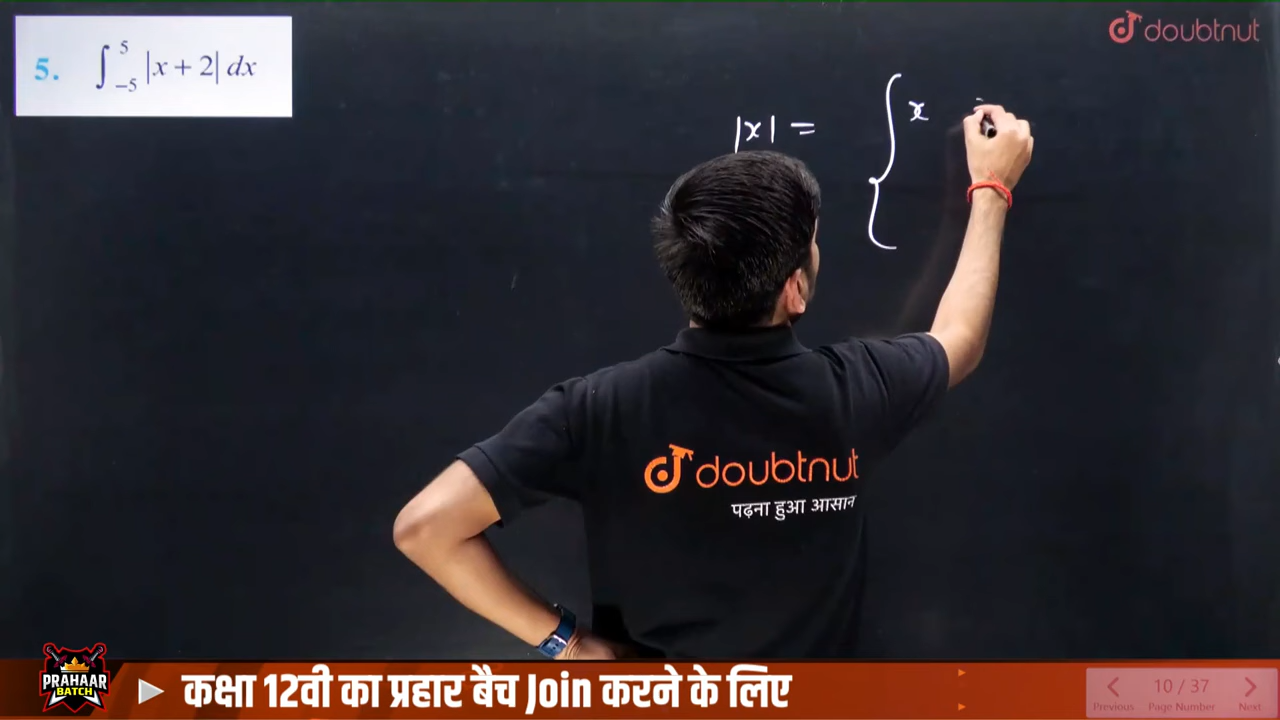 5. ∫₋₅⁵ |x + 2| dx
doubtnut
|x| = { x
doubtnut
पढ़ना हुआ आसान
PRAHAAR
BATCH
कक्षा 12वी का प्रहार बैच Join करने के लिए
10 / 37
Previous Page Number Next